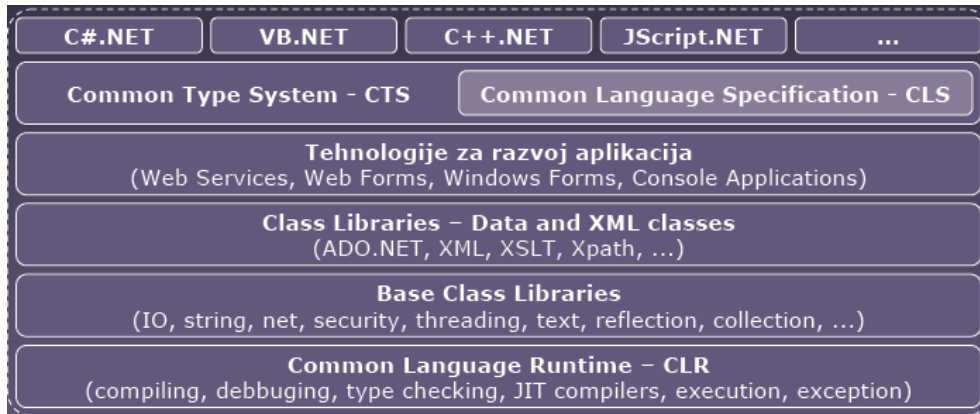 C#.NET VB.NET C++.NET JScript.NET ...
Common Type System - CTS Common Language Specification - CLS
Tehnologije za razvoj aplikacija
(Web Services, Web Forms, Windows Forms, Console Applications)
Class Libraries – Data and XML classes
(ADO.NET, XML, XSLT, Xpath, ...)
Base Class Libraries
(IO, string, net, security, threading, text, reflection, collection, ...)
Common Language Runtime – CLR
(compiling, debbuging, type checking, JIT compilers, execution, exception)